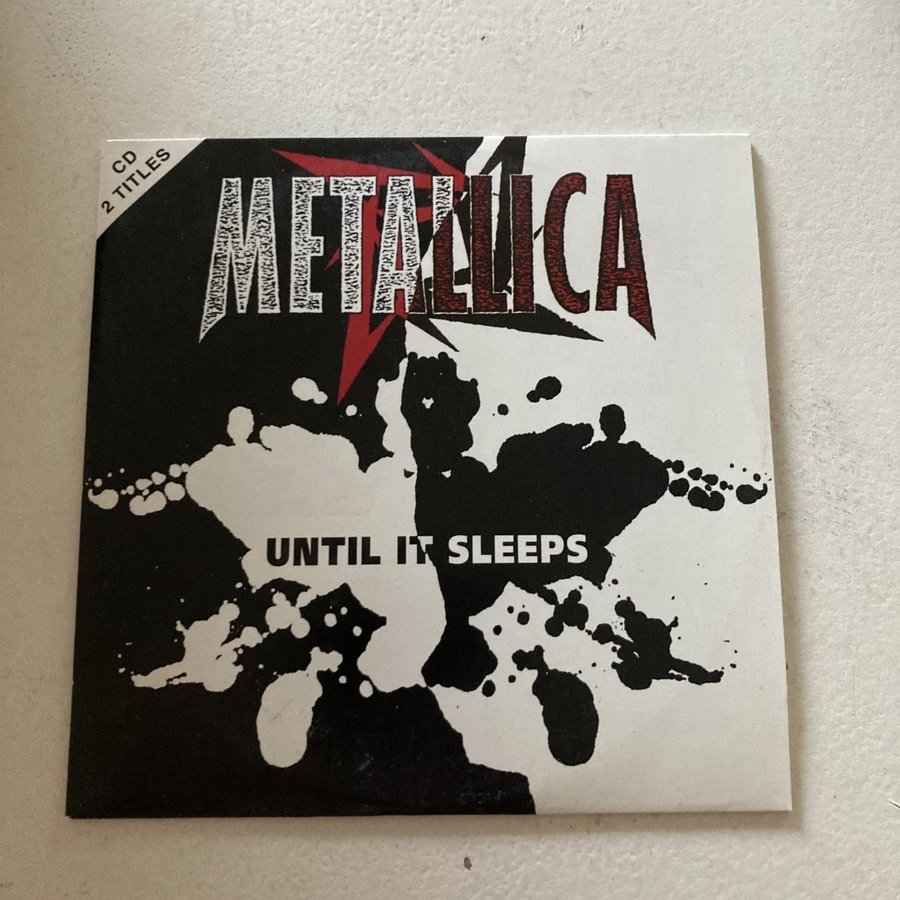 CD
2 TITLES
METALLICA
UNTIL IT SLEEPS